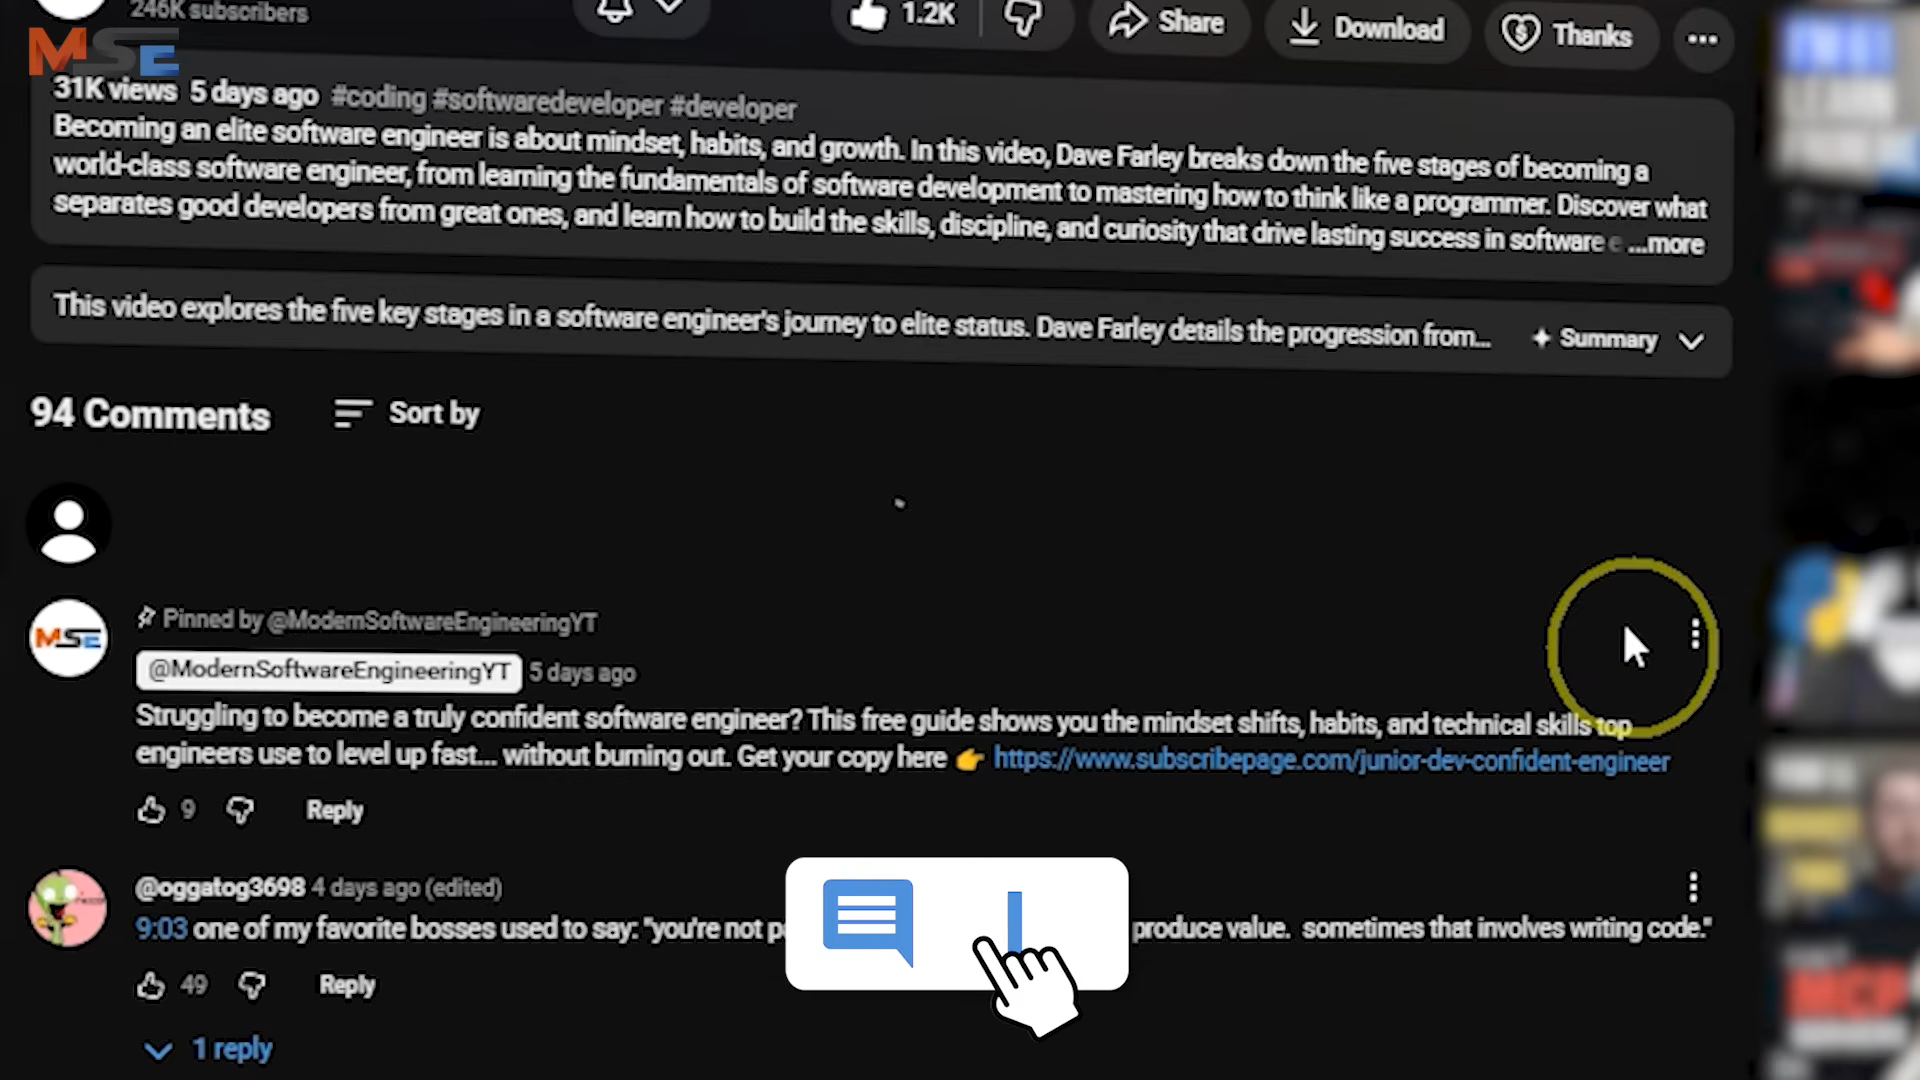 246K subscribers
1.2K
Share
Download
Thanks
MSE
31K views 5 days ago #coding #softwaredeveloper #developer
Becoming an elite software engineer is about mindset, habits, and growth. In this video, Dave Farley breaks down the five stages of becoming a
world-class software engineer, from learning the fundamentals of software development to mastering how to think like a programmer. Discover what
separates good developers from great ones, and learn how to build the skills, discipline, and curiosity that drive lasting success in software e ...more
This video explores the five key stages in a software engineer's journey to elite status. Dave Farley details the progression from... Summary
94 Comments Sort by
Pinned by @ModernSoftwareEngineeringYT
MSE
@ModernSoftwareEngineeringYT 5 days ago
Struggling to become a truly confident software engineer? This free guide shows you the mindset shifts, habits, and technical skills top
engineers use to level up fast... without burning out. Get your copy here 👉 https://www.subscribepage.com/junior-dev-confident-engineer
9 Reply
@oggatog3698 4 days ago (edited)
9:03 one of my favorite bosses used to say: "you're not produce value. sometimes that involves writing code."
49 Reply
1 reply